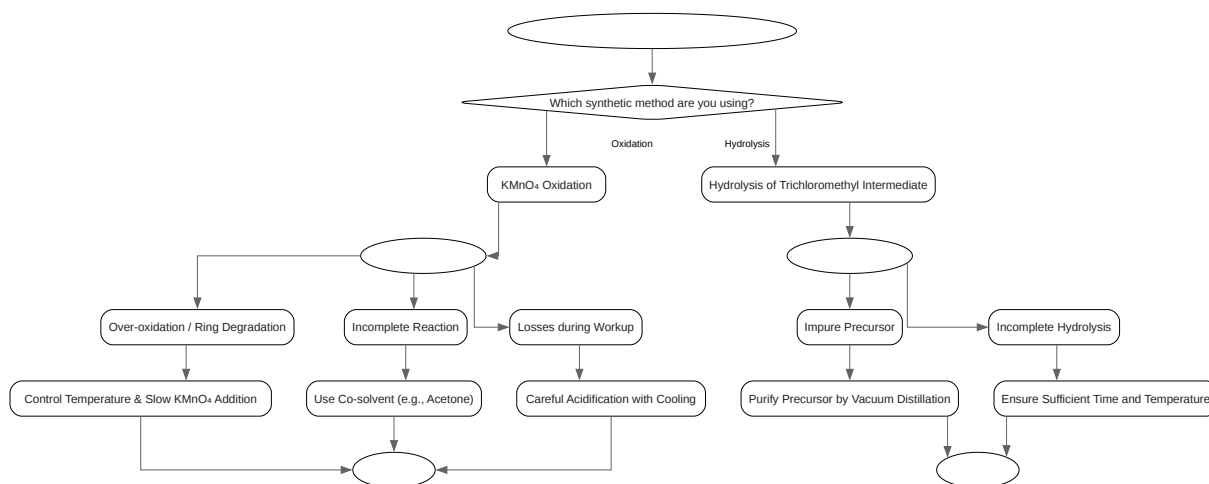 Which synthetic method are you using?
Oxidation
Hydrolysis
KMnO₄ Oxidation
Hydrolysis of Trichloromethyl Intermediate
Over-oxidation / Ring Degradation
Incomplete Reaction
Losses during Workup
Impure Precursor
Incomplete Hydrolysis
Control Temperature & Slow KMnO₄ Addition
Use Co-solvent (e.g., Acetone)
Careful Acidification with Cooling
Purify Precursor by Vacuum Distillation
Ensure Sufficient Time and Temperature